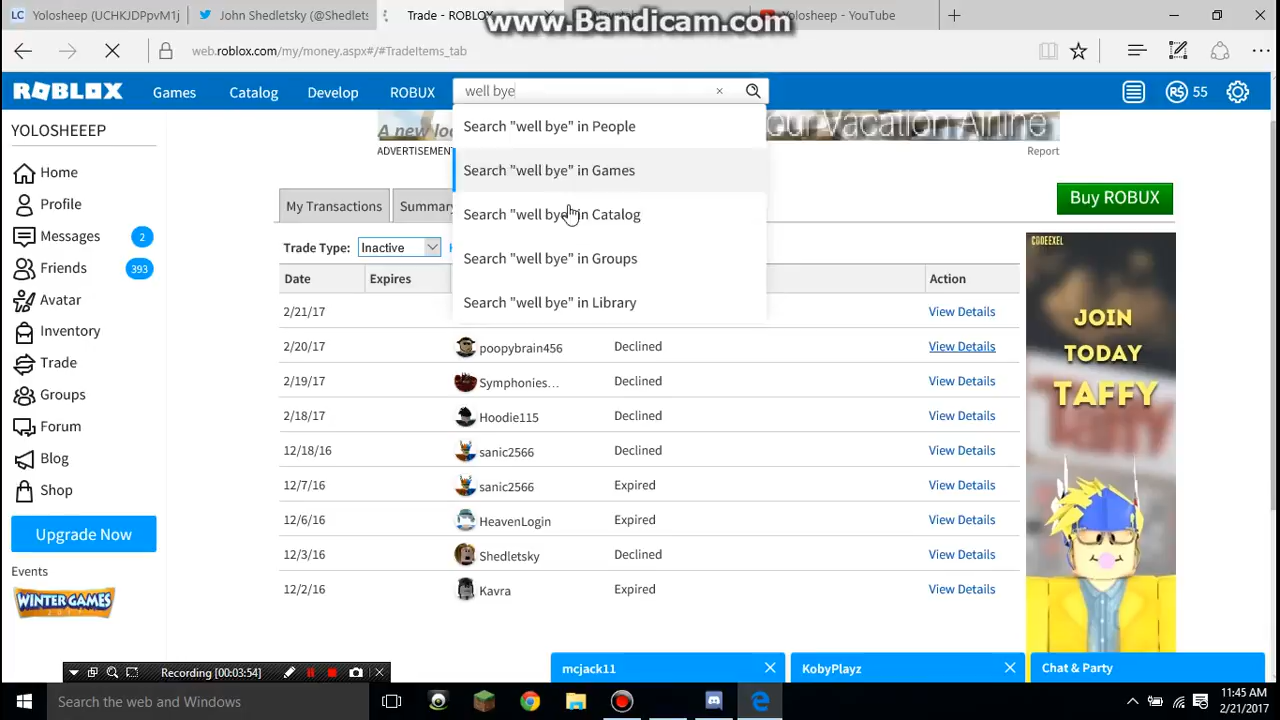 www.Bandicam.com
LC Yolosheep (UCHKJDPpvM1j
John Shedletsky (@Shedlets
Trade - ROBLOX
Yolosheep - YouTube
web.roblox.com/my/money.aspx#/#TradeItems_tab
ROBLOX
Games
Catalog
Develop
ROBUX
well bye
R$ 55
YOLOSHEEEP
Home
Profile
Messages 2
Friends 393
Avatar
Inventory
Trade
Groups
Forum
Blog
Shop
Upgrade Now
Events
WINTER GAMES
Search "well bye" in People
Search "well bye" in Games
Search "well bye" in Catalog
Search "well bye" in Groups
Search "well bye" in Library
A new
our Vacation Airline
ADVERTISEMENT
Report
My Transactions
Summary
Buy ROBUX
Trade Type: Inactive
Date Expires Action
2/21/17 View Details
2/20/17 poopybrain456 Declined View Details
2/19/17 Symphonies... Declined View Details
2/18/17 Hoodie115 Declined View Details
12/18/16 sanic2566 Declined View Details
12/7/16 sanic2566 Expired View Details
12/6/16 HeavenLogin Expired View Details
12/3/16 Shedletsky Declined View Details
12/2/16 Kavra Expired View Details
CODEEXEL
JOIN
TODAY
TAFFY
Recording [00:03:54]
mcjack11
KobyPlayz
Chat & Party
Search the web and Windows
11:45 AM
2/21/2017